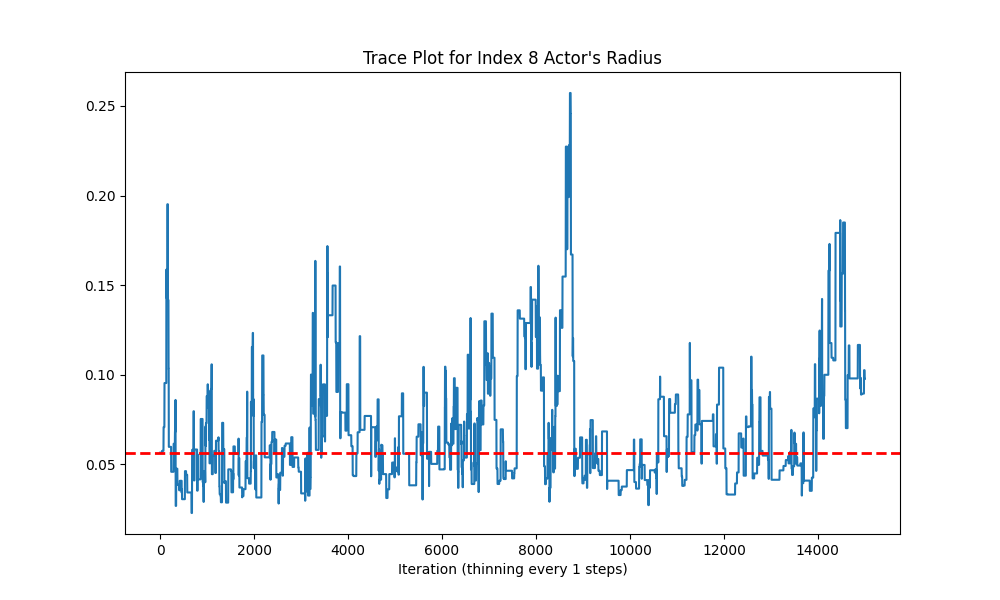 Trace Plot for Index 8 Actor's Radius
0.25
0.20
0.15
0.10
0.05
0 2000 4000 6000 8000 10000 12000 14000
Iteration (thinning every 1 steps)